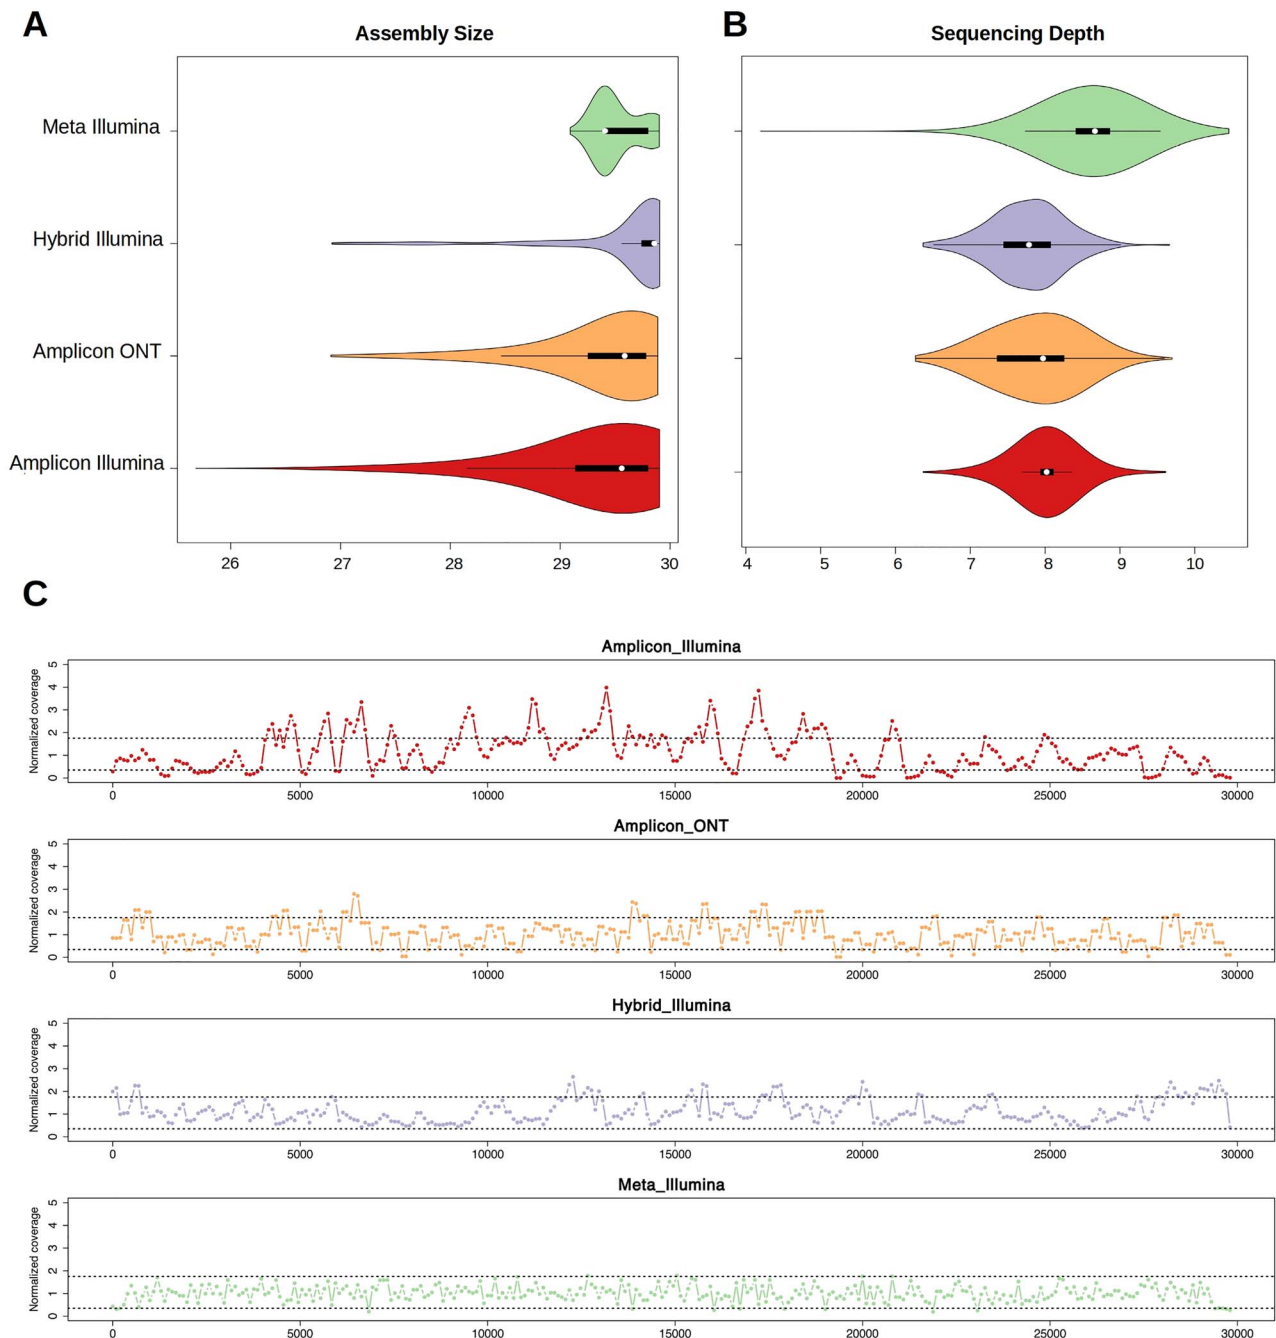 A
B
Assembly Size
Sequencing Depth
Meta Illumina
Hybrid Illumina
Amplicon ONT
Amplicon Illumina
26 27 28 29 30
4 5 6 7 8 9 10
C
Amplicon_Illumina
Normalized coverage
5
4
3
2
1
0
0 5000 10000 15000 20000 25000 30000
Amplicon_ONT
Normalized coverage
5
4
3
2
1
0
0 5000 10000 15000 20000 25000 30000
Hybrid_Illumina
Normalized coverage
5
4
3
2
1
0
0 5000 10000 15000 20000 25000 30000
Meta_Illumina
Normalized coverage
5
4
3
2
1
0
0 5000 10000 15000 20000 25000 30000